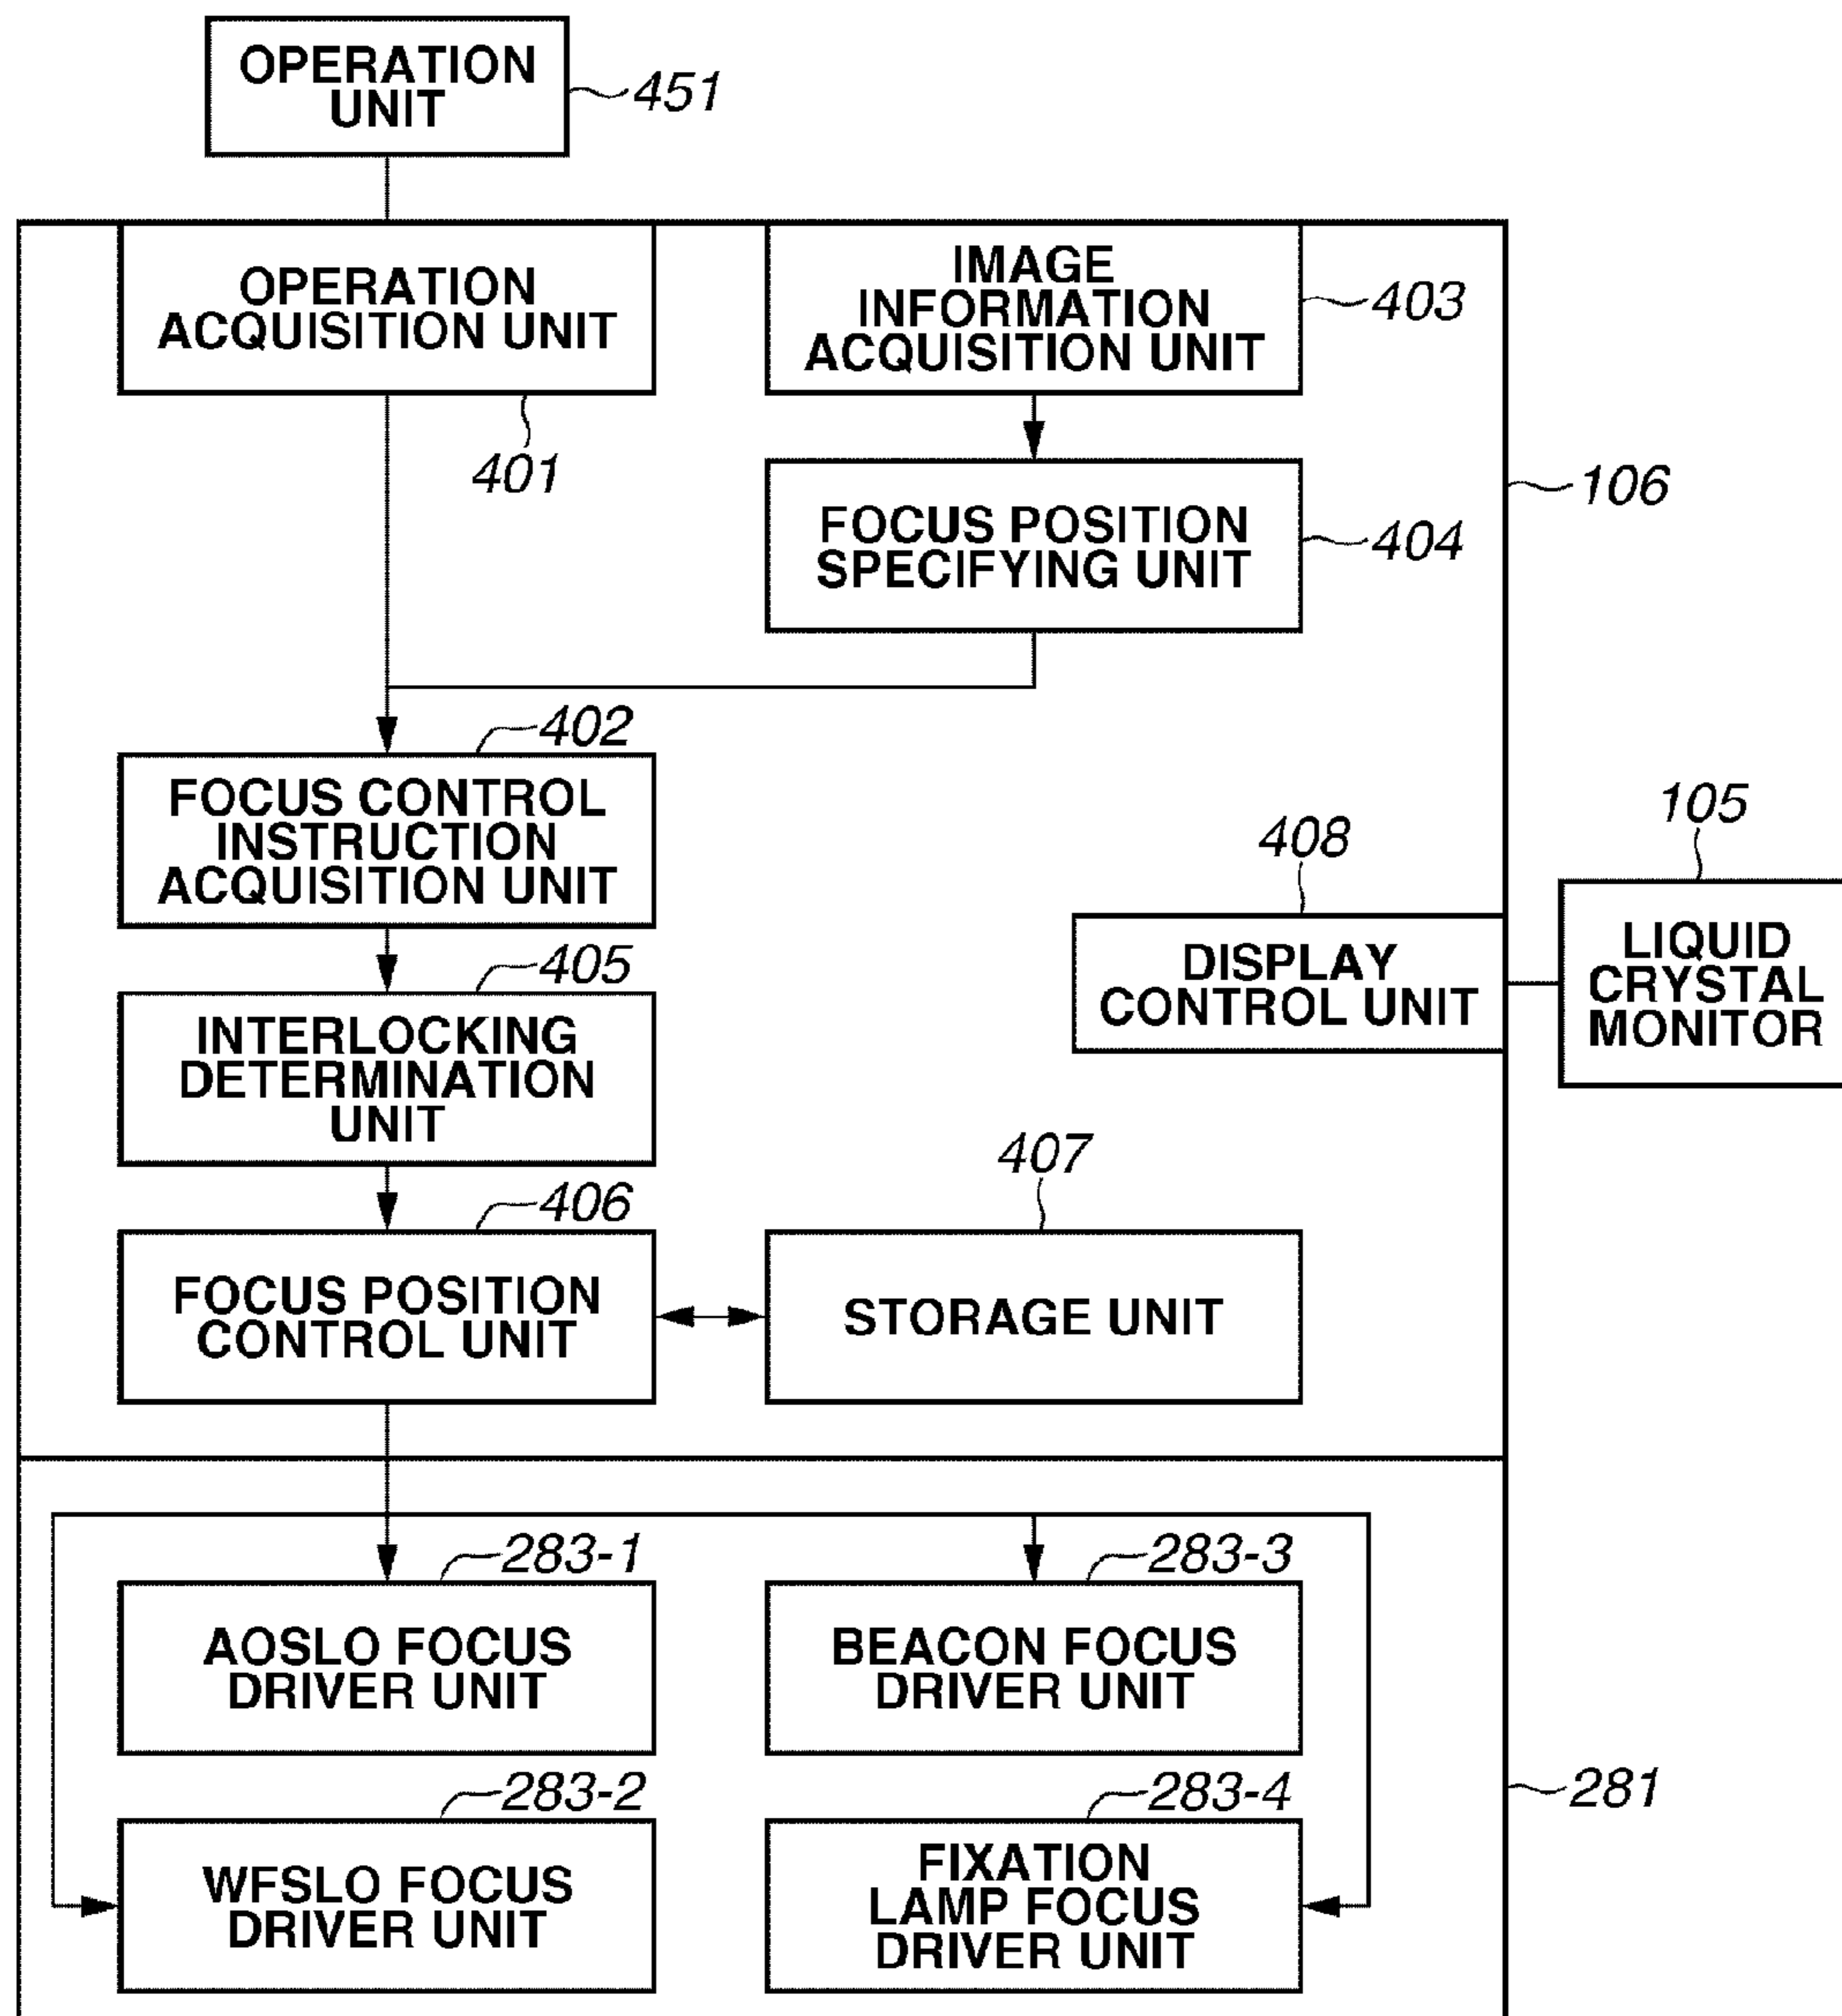 OPERATION
UNIT
451
OPERATION
ACQUISITION UNIT
401
IMAGE
INFORMATION
ACQUISITION UNIT
403
FOCUS POSITION
SPECIFYING UNIT
404
106
402
FOCUS CONTROL
INSTRUCTION
ACQUISITION UNIT
408
DISPLAY
CONTROL UNIT
105
LIQUID
CRYSTAL
MONITOR
405
INTERLOCKING
DETERMINATION
UNIT
406
FOCUS POSITION
CONTROL UNIT
407
STORAGE UNIT
283-1
AOSLO FOCUS
DRIVER UNIT
283-3
BEACON FOCUS
DRIVER UNIT
281
283-2
WFSLO FOCUS
DRIVER UNIT
283-4
FIXATION
LAMP FOCUS
DRIVER UNIT